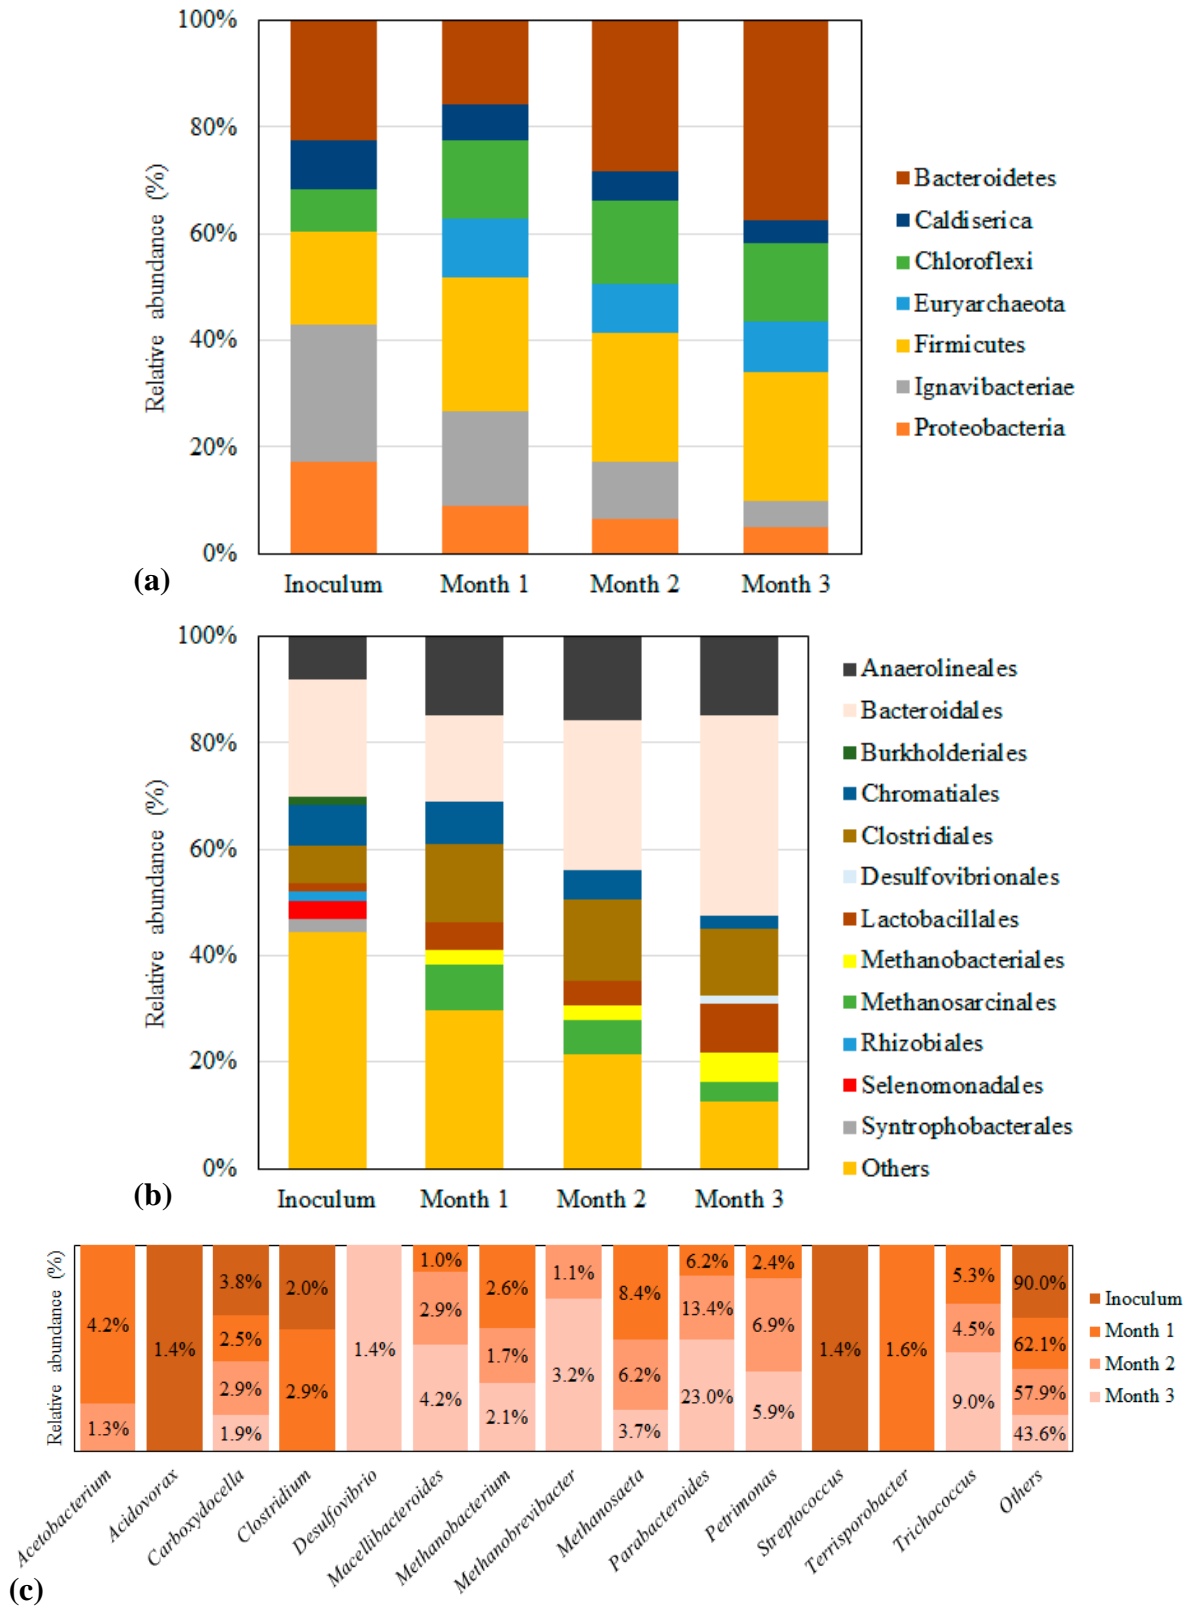 100%
80%
60%
40%
20%
0%
Relative abundance (%)
Inoculum
Month 1
Month 2
Month 3
Bacteroidetes
Caldiserica
Chloroflexi
Euryarchaeota
Firmicutes
Ignavibacteriae
Proteobacteria
(a)
100%
80%
60%
40%
20%
0%
Relative abundance (%)
Inoculum
Month 1
Month 2
Month 3
Anaerolineales
Bacteroidales
Burkholderiales
Chromatiales
Clostridiales
Desulfovibrionales
Lactobacillales
Methanobacteriales
Methanosarcinales
Rhizobiales
Selenomonadales
Syntrophobacterales
Others
(b)
Relative abundance (%)
4.2%
1.3%
1.4%
3.8%
2.5%
2.9%
1.9%
2.0%
2.9%
1.4%
1.0%
2.9%
4.2%
2.6%
1.7%
2.1%
1.1%
3.2%
8.4%
6.2%
3.7%
6.2%
13.4%
23.0%
2.4%
6.9%
5.9%
1.4%
1.6%
5.3%
4.5%
9.0%
90.0%
62.1%
57.9%
43.6%
Inoculum
Month 1
Month 2
Month 3
Acetobacterium
Acidovorax
Carboxydocella
Clostridium
Desulfovibrio
Macellibacteroides
Methanobacterium
Methanobrevibacter
Methanosaeta
Parabacteroides
Petrimonas
Streptococcus
Terrisporobacter
Trichococcus
Others
(c)